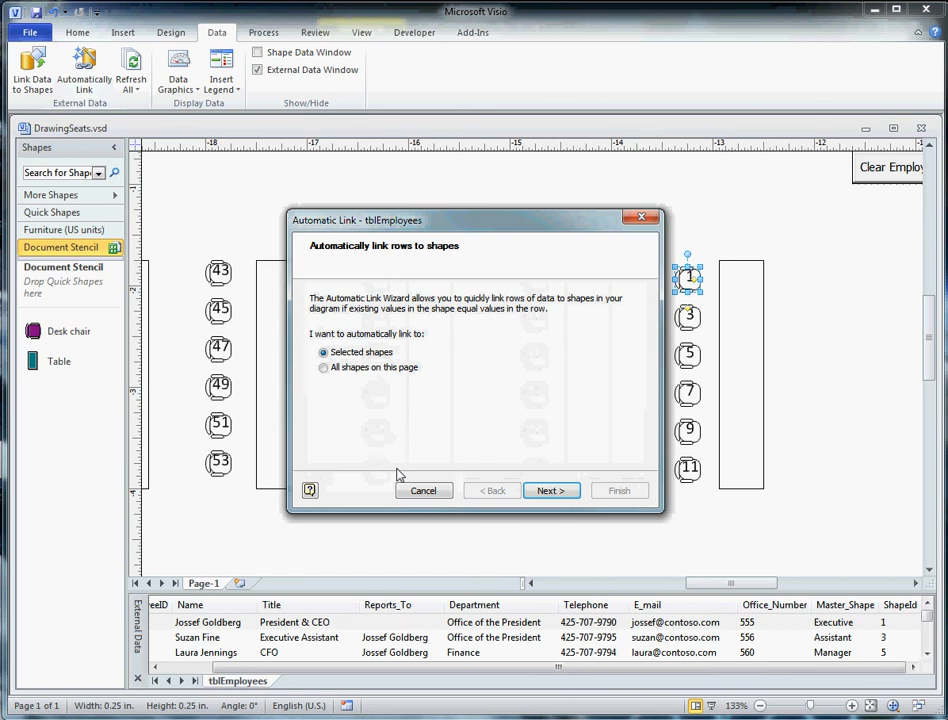 Microsoft Visio
File Home Insert Design Data Process Review View Developer Add-Ins
Link Data to Shapes
Automatically Link
Refresh All
External Data
Data Graphics
Insert Legend
Display Data
Shape Data Window
External Data Window
Show/Hide
DrawingSeats.vsd
Shapes
Search for Shap
More Shapes
Quick Shapes
Furniture (US units)
Document Stencil
Document Stencil
Drop Quick Shapes here
Desk chair
Table
-18 -17 -16 -15 -14 -13 -12
Clear Employ
43
45
47
49
51
53
Automatic Link - tblEmployees
Automatically link rows to shapes
The Automatic Link Wizard allows you to quickly link rows of data to shapes in your
diagram if existing values in the shape equal values in the row.
I want to automatically link to:
Selected shapes
All shapes on this page
Cancel < Back Next > Finish
1
3
5
7
9
11
Page-1
External Data
eeID Name Title Reports_To Department Telephone E_mail Office_Number Master_Shape ShapeId
Jossef Goldberg President & CEO Office of the President 425-707-9790 jossef@contoso.com 555 Executive 1
Suzan Fine Executive Assistant Jossef Goldberg Office of the President 425-707-9795 suzan@contoso.com 556 Assistant 3
Laura Jennings CFO Jossef Goldberg Finance 425-707-9794 laura@contoso.com 560 Manager 5
tblEmployees
Page 1 of 1 Width: 0.25 in. Height: 0.25 in. Angle: 0° English (U.S.) 133%